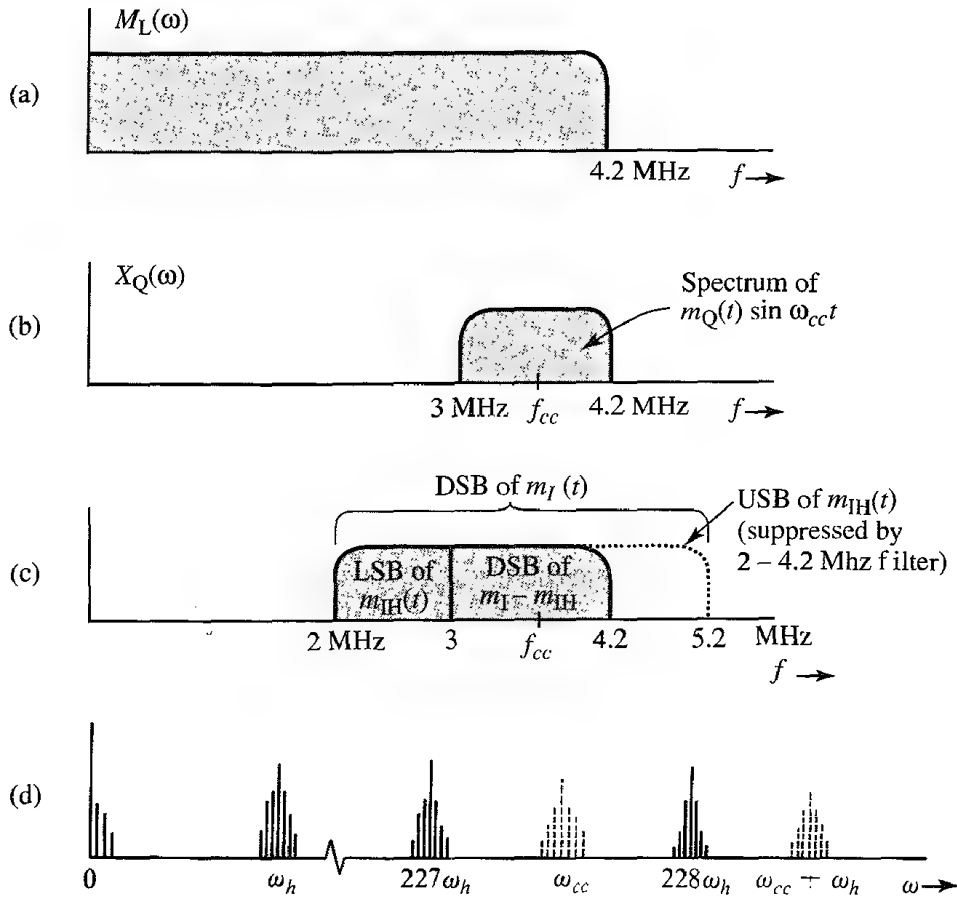 M_L(ω)
(a)
4.2 MHz f→
X_Q(ω)
Spectrum of
m_Q(t) sin ω_cc t
(b)
3 MHz f_cc 4.2 MHz f→
DSB of m_I (t)
USB of m_IH(t)
(suppressed by
2 – 4.2 Mhz filter)
(c)
LSB of
m_IH(t)
DSB of
m_I – m_IH
2 MHz 3 f_cc 4.2 5.2 MHz
f →
(d)
0 ω_h 227ω_h ω_cc 228ω_h ω_cc + ω_h ω→